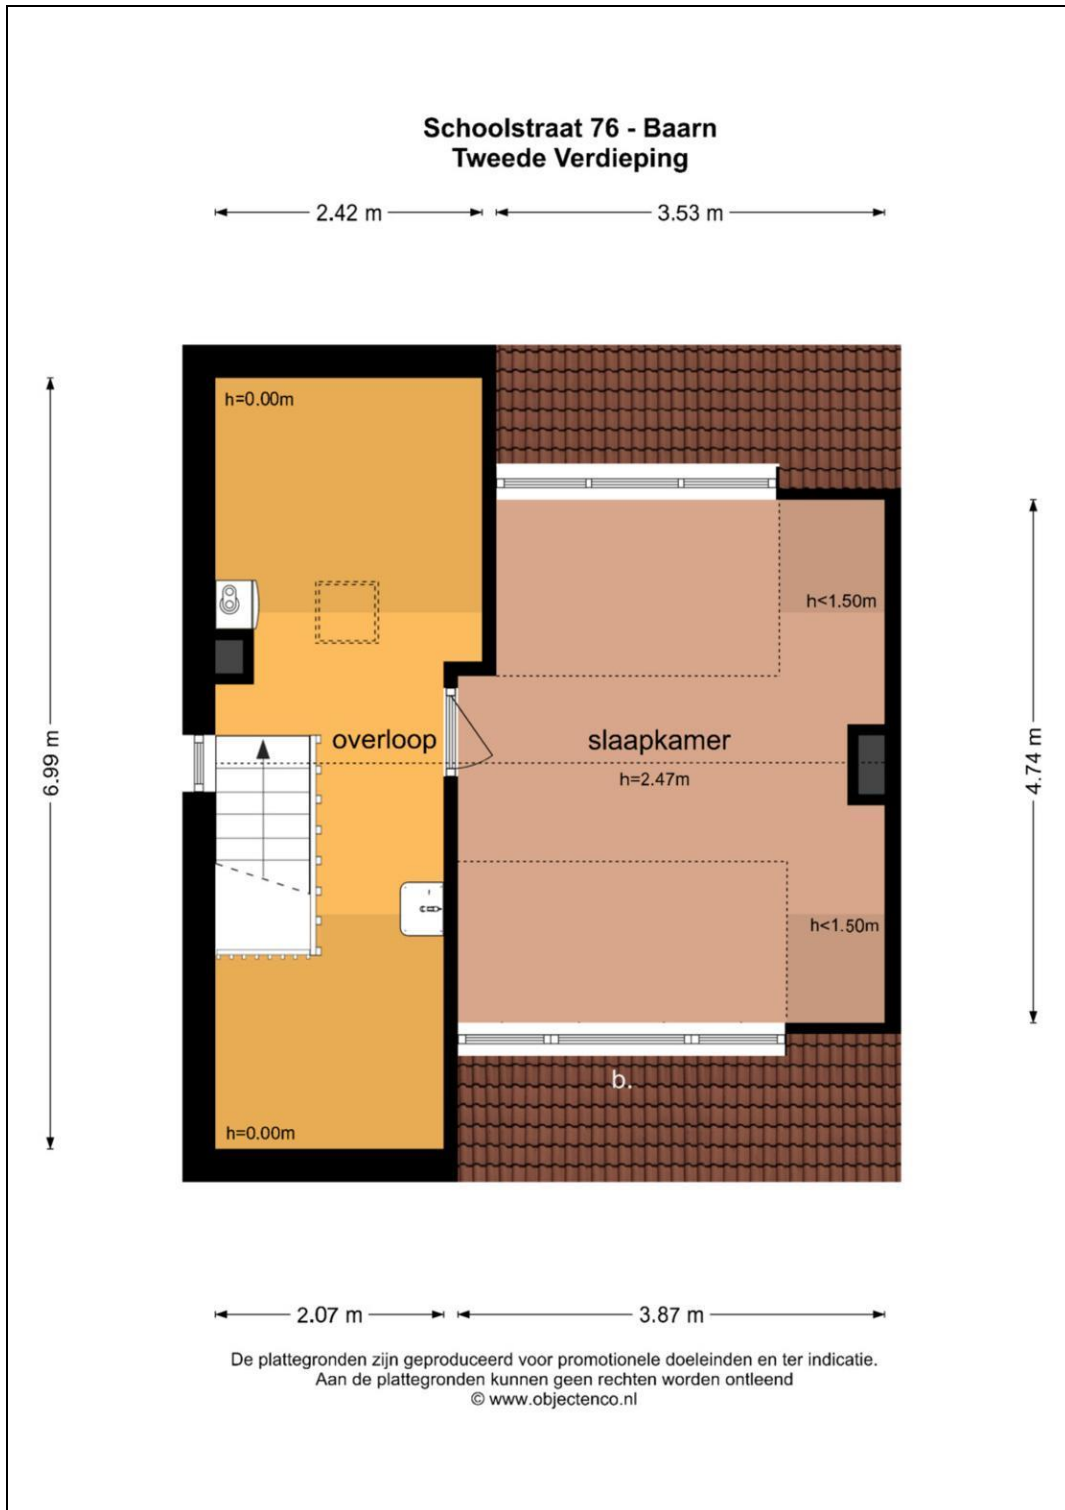 Schoolstraat 76 - Baarn
Tweede Verdieping
2.42 m
3.53 m
h=0.00m
h<1.50m
6.99 m
overloop
slaapkamer
h=2.47m
4.74 m
h<1.50m
b.
h=0.00m
2.07 m
3.87 m
De plattegronden zijn geproduceerd voor promotionele doeleinden en ter indicatie.
Aan de plattegronden kunnen geen rechten worden ontleend
© www.objectenco.nl